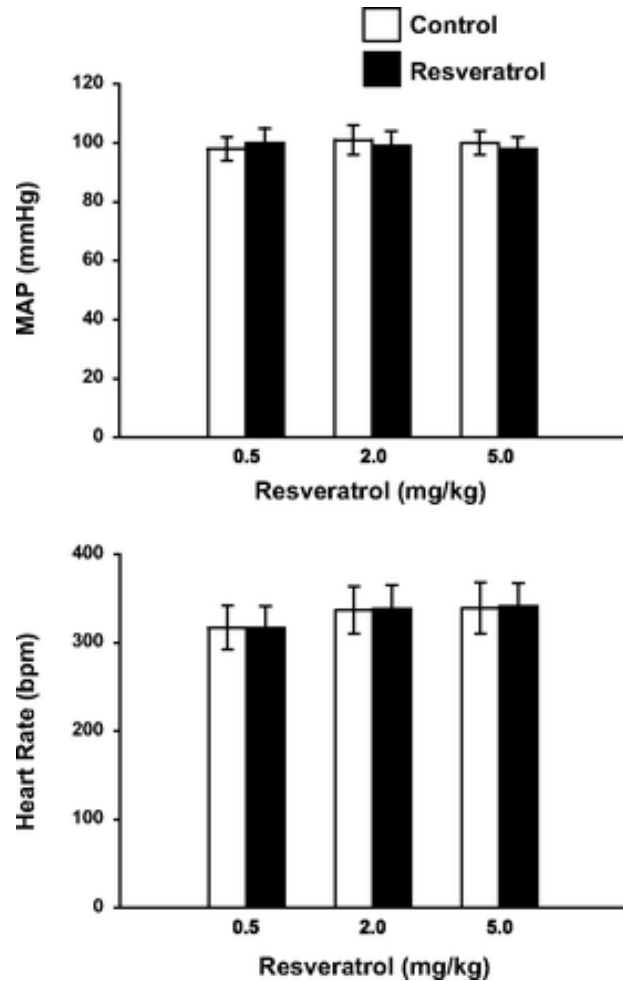 Control
Resveratrol
120
100
80
60
40
20
0
MAP (mmHg)
0.5 2.0 5.0
Resveratrol (mg/kg)
400
300
200
100
0
Heart Rate (bpm)
0.5 2.0 5.0
Resveratrol (mg/kg)